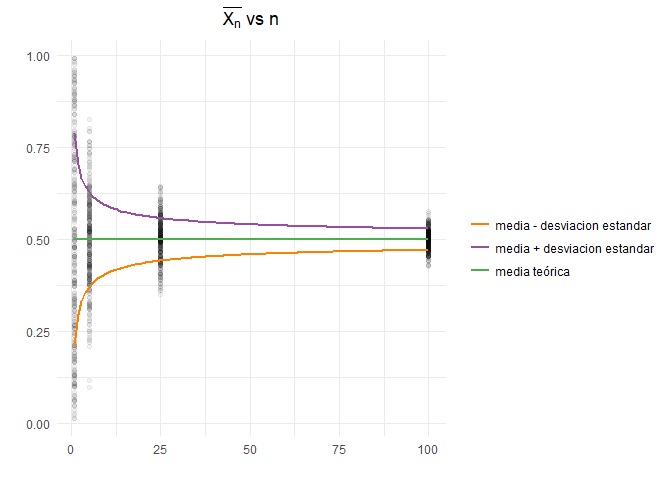 X̅n vs n
1.00
0.75
0.50
0.25
0.00
0 25 50 75 100
media - desviacion estandar
media + desviacion estandar
media teórica